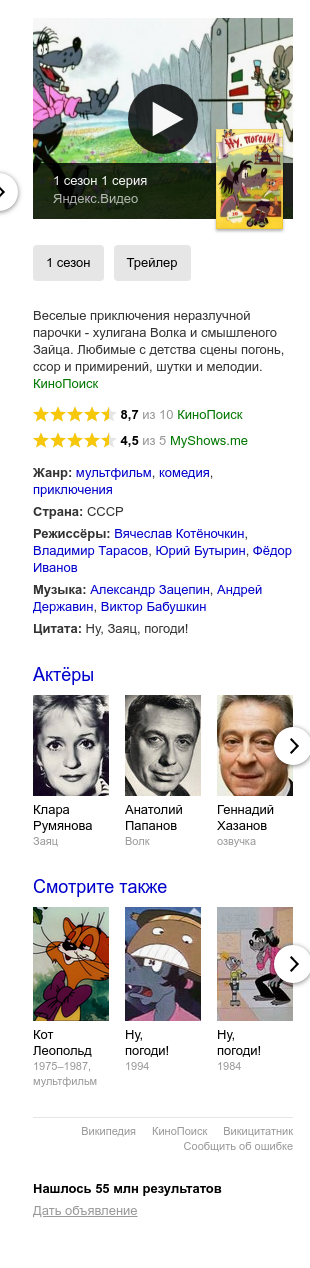 Ну, погоди!
1 сезон 1 серия
Яндекс.Видео
1 сезон
Трейлер
Веселые приключения неразлучной
парочки - хулигана Волка и смышленого
Зайца. Любимые с детства сцены погонь,
ссор и примирений, шутки и мелодии.
КиноПоиск
8,7 из 10 КиноПоиск
4,5 из 5 MyShows.me
Жанр: мультфильм, комедия,
приключения
Страна: СССР
Режиссёры: Вячеслав Котёночкин,
Владимир Тарасов, Юрий Бутырин, Фёдор
Иванов
Музыка: Александр Зацепин, Андрей
Державин, Виктор Бабушкин
Цитата: Ну, Заяц, погоди!
Актёры
Клара
Румянова
Заяц
Анатолий
Папанов
Волк
Геннадий
Хазанов
озвучка
Смотрите также
Кот
Леопольд
1975–1987,
мультфильм
Ну,
погоди!
1994
Ну,
погоди!
1984
Википедия КиноПоиск Викицитатник
Сообщить об ошибке
Нашлось 55 млн результатов
Дать объявление